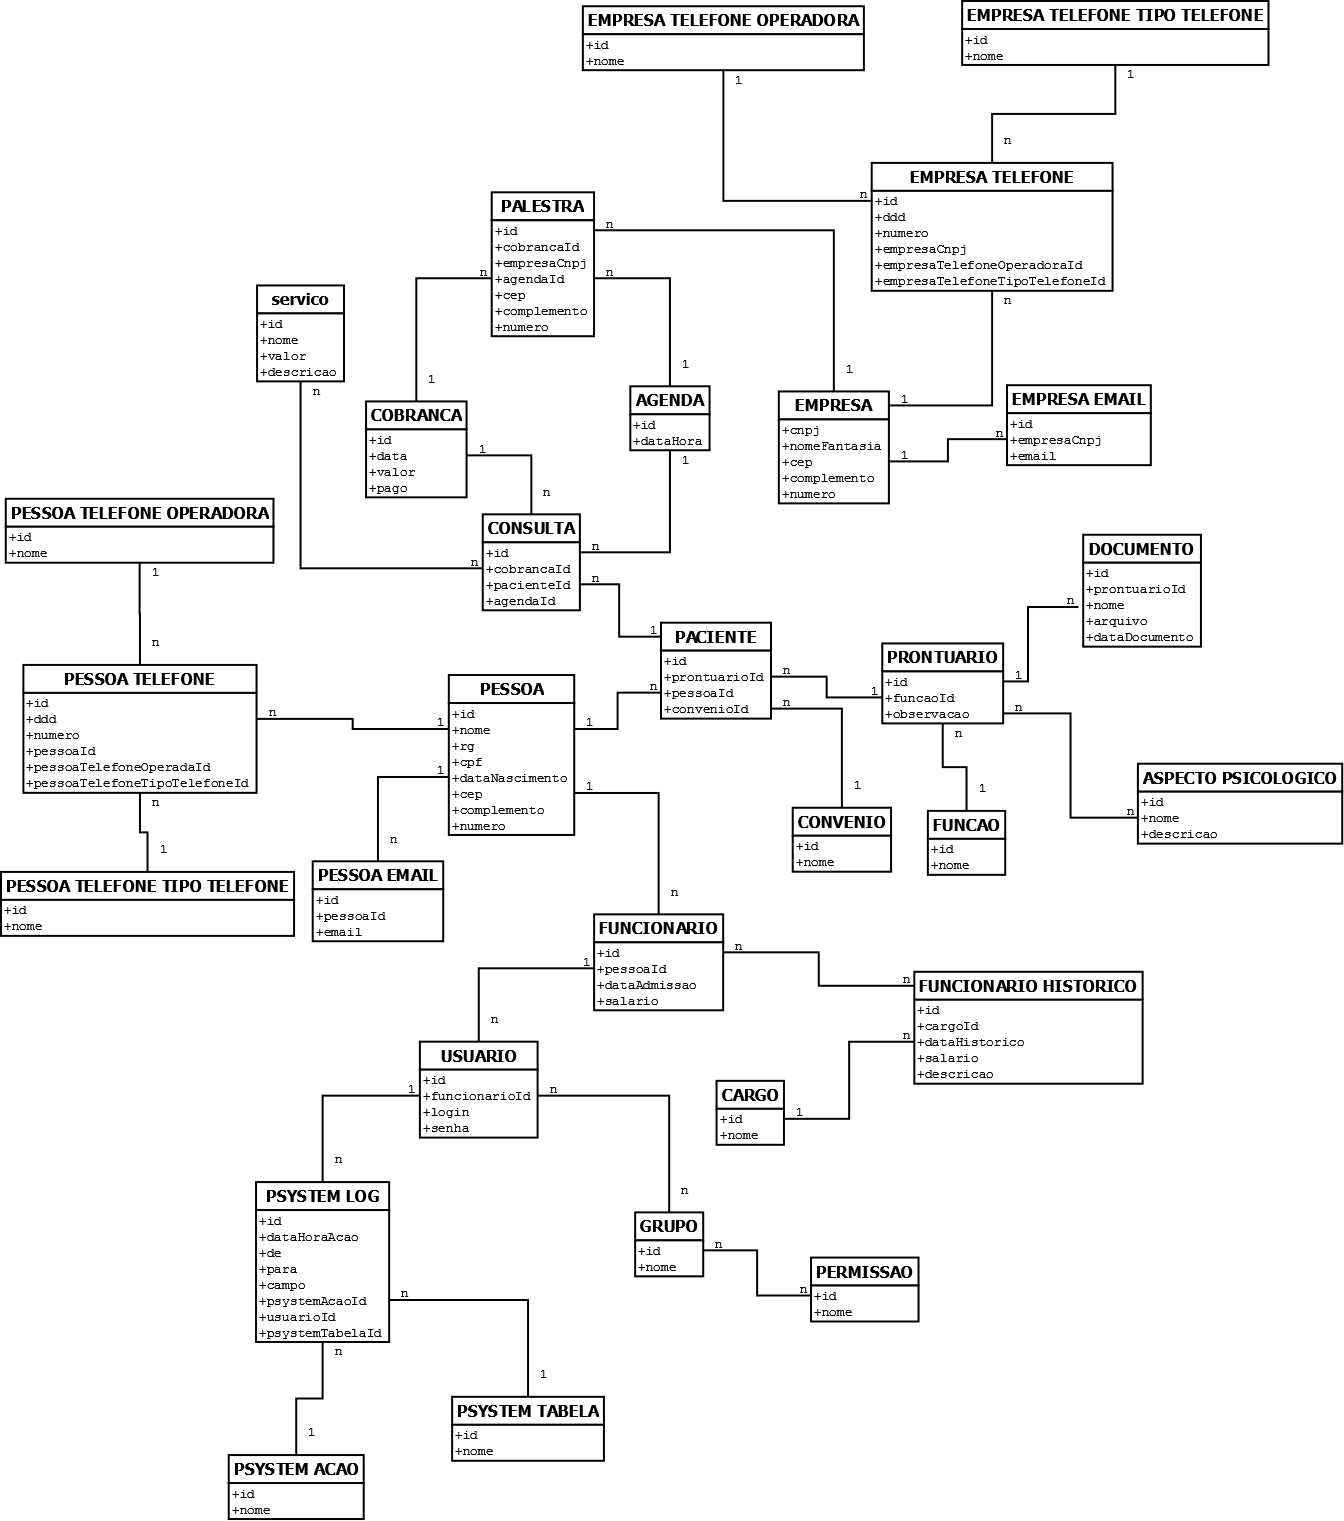 EMPRESA TELEFONE OPERADORA
+id
+nome
1
EMPRESA TELEFONE TIPO TELEFONE
+id
+nome
1
n
n
EMPRESA TELEFONE
+id
+ddd
+numero
+empresaCnpj
+empresaTelefoneOperadoraId
+empresaTelefoneTipoTelefoneId
n
PALESTRA
+id
+cobrancaId
+empresaCnpj
+agendaId
+cep
+complemento
+numero
n
n
n
servico
+id
+nome
+valor
+descricao
n
1
1
1
COBRANCA
+id
+data
+valor
+pago
1
n
AGENDA
+id
+dataHora
1
EMPRESA
+cnpj
+nomeFantasia
+cep
+complemento
+numero
1
1
n
EMPRESA EMAIL
+id
+empresaCnpj
+email
PESSOA TELEFONE OPERADORA
+id
+nome
1
n
CONSULTA
+id
+cobrancaId
+pacienteId
+agendaId
n
n
n
DOCUMENTO
+id
+prontuarioId
+nome
+arquivo
+dataDocumento
n
PESSOA TELEFONE
+id
+ddd
+numero
+pessoaId
+pessoaTelefoneOperadaId
+pessoaTelefoneTipoTelefoneId
n
n
1
PESSOA TELEFONE TIPO TELEFONE
+id
+nome
PESSOA
+id
+nome
+rg
+cpf
+dataNascimento
+cep
+complemento
+numero
1
1
1
1
n
PESSOA EMAIL
+id
+pessoaId
+email
1
n
PACIENTE
+id
+prontuarioId
+pessoaId
+convenioId
n
n
1
PRONTUARIO
+id
+funcaoId
+observacao
1
n
n
1
CONVENIO
+id
+nome
1
FUNCAO
+id
+nome
n
ASPECTO PSICOLOGICO
+id
+nome
+descricao
n
FUNCIONARIO
+id
+pessoaId
+dataAdmissao
+salario
1
n
n
n
FUNCIONARIO HISTORICO
+id
+cargoId
+dataHistorico
+salario
+descricao
n
USUARIO
+id
+funcionarioId
+login
+senha
1
n
CARGO
+id
+nome
1
n
PSYSTEM LOG
+id
+dataHoraAcao
+de
+para
+campo
+psystemAcaoId
+usuarioId
+psystemTabelaId
n
n
n
GRUPO
+id
+nome
n
n
PERMISSAO
+id
+nome
1
PSYSTEM TABELA
+id
+nome
1
PSYSTEM ACAO
+id
+nome